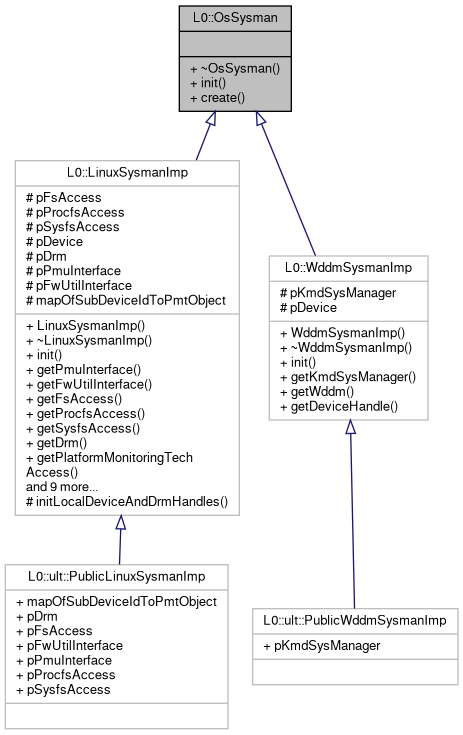 L0::OsSysman
+ ~OsSysman()
+ init()
+ create()
L0::LinuxSysmanImp
# pFsAccess
# pProcfsAccess
# pSysfsAccess
# pDevice
# pDrm
# pPmuInterface
# pFwUtilInterface
# mapOfSubDeviceIdToPmtObject
+ LinuxSysmanImp()
+ ~LinuxSysmanImp()
+ init()
+ getPmuInterface()
+ getFwUtilInterface()
+ getFsAccess()
+ getProcfsAccess()
+ getSysfsAccess()
+ getDrm()
+ getPlatformMonitoringTech
Access()
and 9 more...
# initLocalDeviceAndDrmHandles()
L0::WddmSysmanImp
# pKmdSysManager
# pDevice
+ WddmSysmanImp()
+ ~WddmSysmanImp()
+ init()
+ getKmdSysManager()
+ getWddm()
+ getDeviceHandle()
L0::ult::PublicLinuxSysmanImp
+ mapOfSubDeviceIdToPmtObject
+ pDrm
+ pFsAccess
+ pFwUtilInterface
+ pPmuInterface
+ pProcfsAccess
+ pSysfsAccess
L0::ult::PublicWddmSysmanImp
+ pKmdSysManager